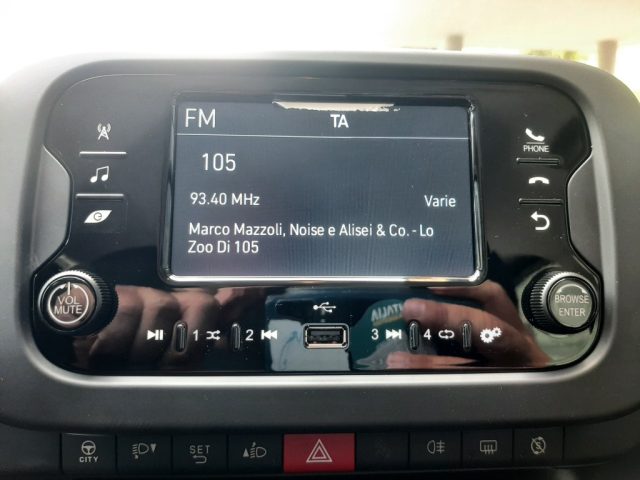 FM
TA
105
93.40 MHz
Varie
Marco Mazzoli, Noise e Alisei & Co. - Lo
Zoo Di 105
PHONE
VOL
MUTE
BROWSE
ENTER
1
2
3
4
CITY
SET